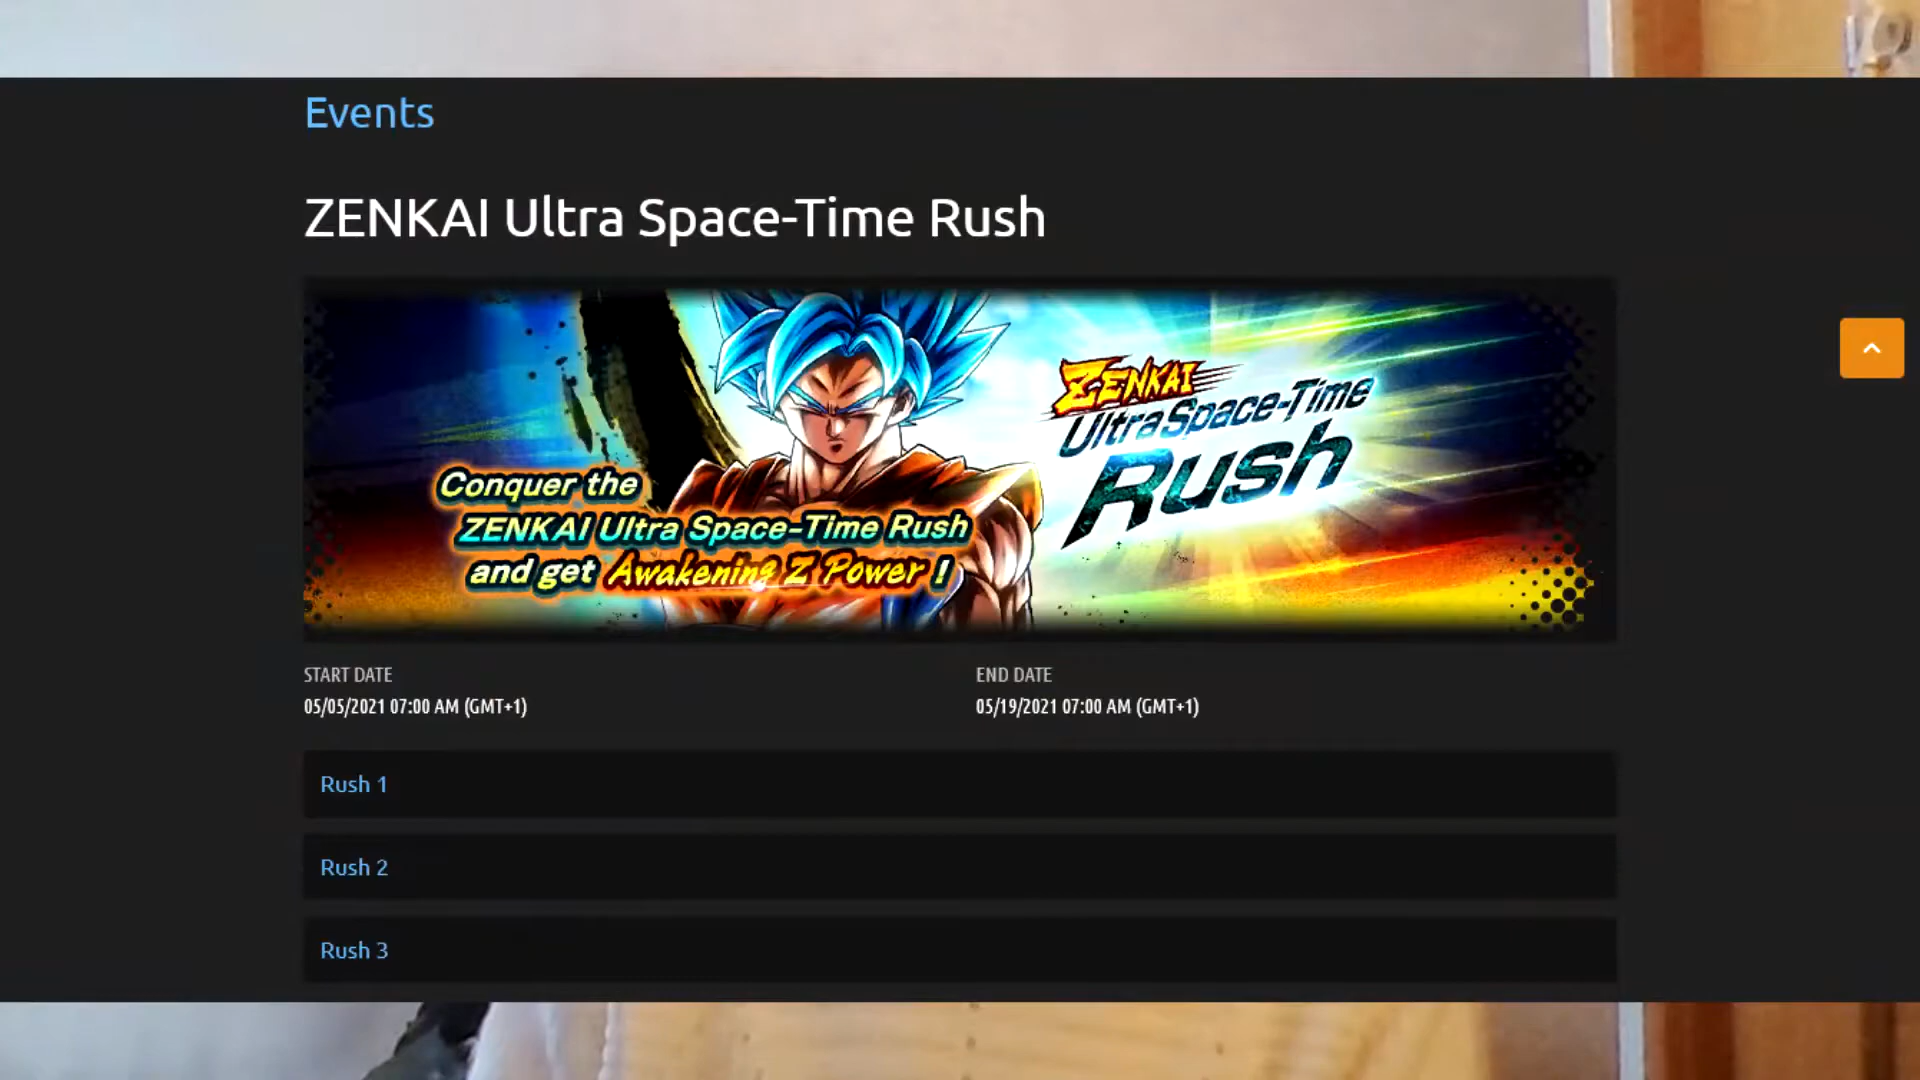 Events
ZENKAI Ultra Space-Time Rush
ZENKAI
Ultra Space-Time
Rush
Conquer the
ZENKAI Ultra Space-Time Rush
and get Awakening Z Power !
START DATE
05/05/2021 07:00 AM (GMT+1)
END DATE
05/19/2021 07:00 AM (GMT+1)
Rush 1
Rush 2
Rush 3